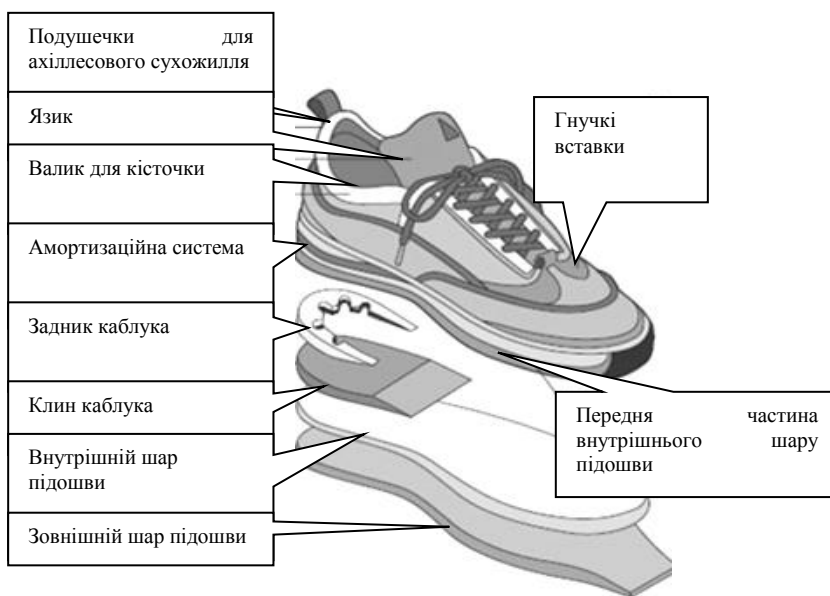 Подушечки для
ахіллесового сухожилля
Язик
Валик для кісточки
Амортизаційна система
Задник каблука
Клин каблука
Внутрішній шар
підошви
Зовнішній шар підошви
Гнучкі
вставки
Передня частина
внутрішнього шару
підошви